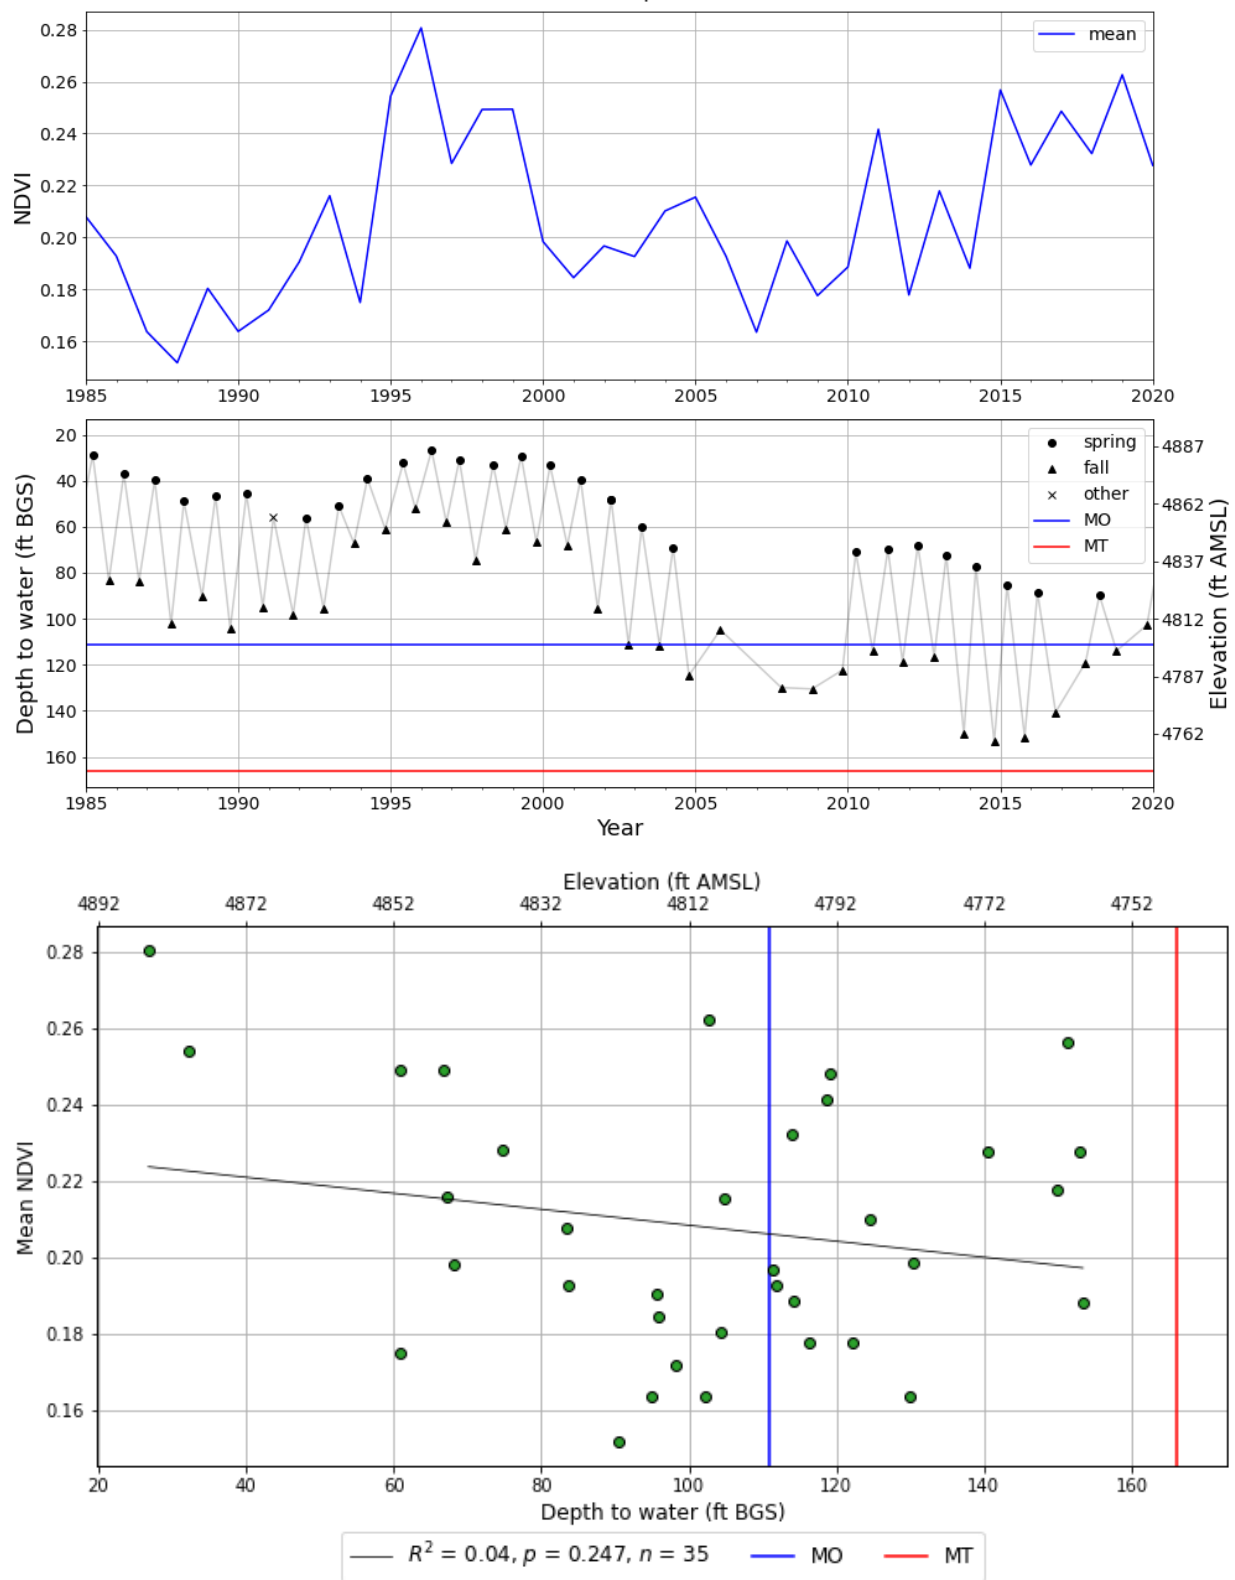 0.28
0.26
0.24
0.22
0.20
0.18
0.16
NDVI
mean
1985 1990 1995 2000 2005 2010 2015 2020
20
40
60
80
100
120
140
160
Depth to water (ft BGS)
spring
fall
other
MO
MT
4887
4862
4837
4812
4787
4762
Elevation (ft AMSL)
1985 1990 1995 2000 2005 2010 2015 2020
Year
Elevation (ft AMSL)
4892 4872 4852 4832 4812 4792 4772 4752
0.28
0.26
0.24
0.22
0.20
0.18
0.16
Mean NDVI
20 40 60 80 100 120 140 160
Depth to water (ft BGS)
R² = 0.04, p = 0.247, n = 35 MO MT